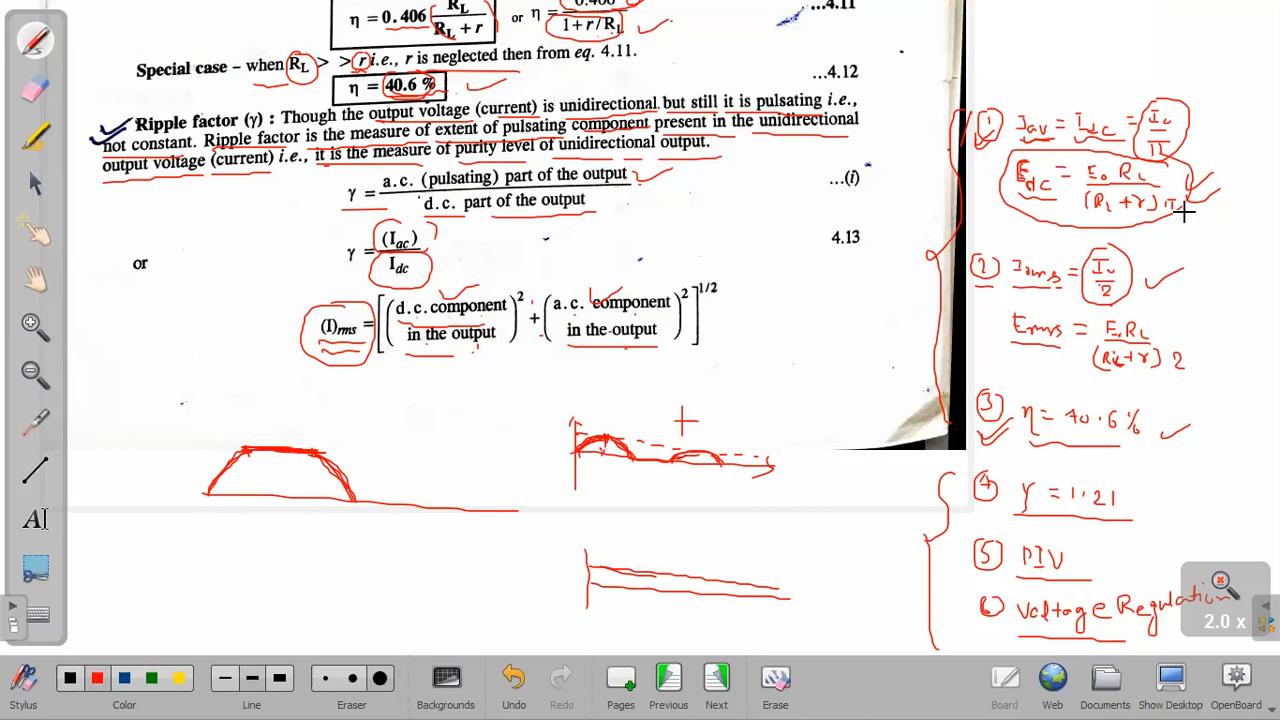 η = 0.406 R_L / (R_L + r) or η = / (1 + r/R_L) ...4.11
Special case – when R_L > > r i.e., r is neglected then from eq. 4.11.
η = 40.6 % ...4.12
Ripple factor (γ) : Though the output voltage (current) is unidirectional but still it is pulsating i.e.,
not constant. Ripple factor is the measure of extent of pulsating component present in the unidirectional
output voltage (current) i.e., it is the measure of purity level of unidirectional output.
γ = a.c. (pulsating) part of the output / d.c. part of the output ...(i)
or γ = (I_ac) / I_dc 4.13
(I)_rms = [(d.c. component in the output)^2 + (a.c. component in the output)^2]^1/2
① I_av = I_dc = I_0 / π
E_dc = E_0 R_L / (R_L + r) π
② I_rms = I_0 / 2
E_rms = E_0 R_L / (R_L + r) 2
③ η = 40.6 %
④ γ = 1.21
⑤ PIV
⑥ Voltage Regulation
2.0 x
Stylus Color Line Eraser Backgrounds Undo Redo Pages Previous Next Erase Board Web Documents Show Desktop OpenBoard